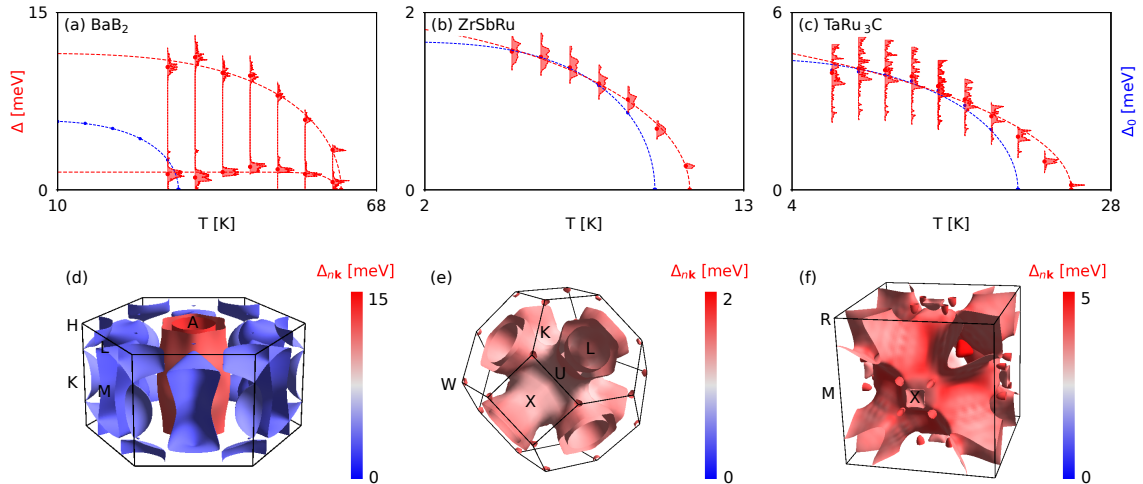 15
(a) BaB₂
Δ [meV]
0
10
68
T [K]
2
(b) ZrSbRu
0
2
13
T [K]
6
(c) TaRu₃C
0
4
28
T [K]
Δ₀ [meV]
(d)
Δₙₖ [meV]
15
0
H
L
K
M
A
(e)
Δₙₖ [meV]
2
0
K
L
U
W
X
(f)
Δₙₖ [meV]
5
0
R
M
X